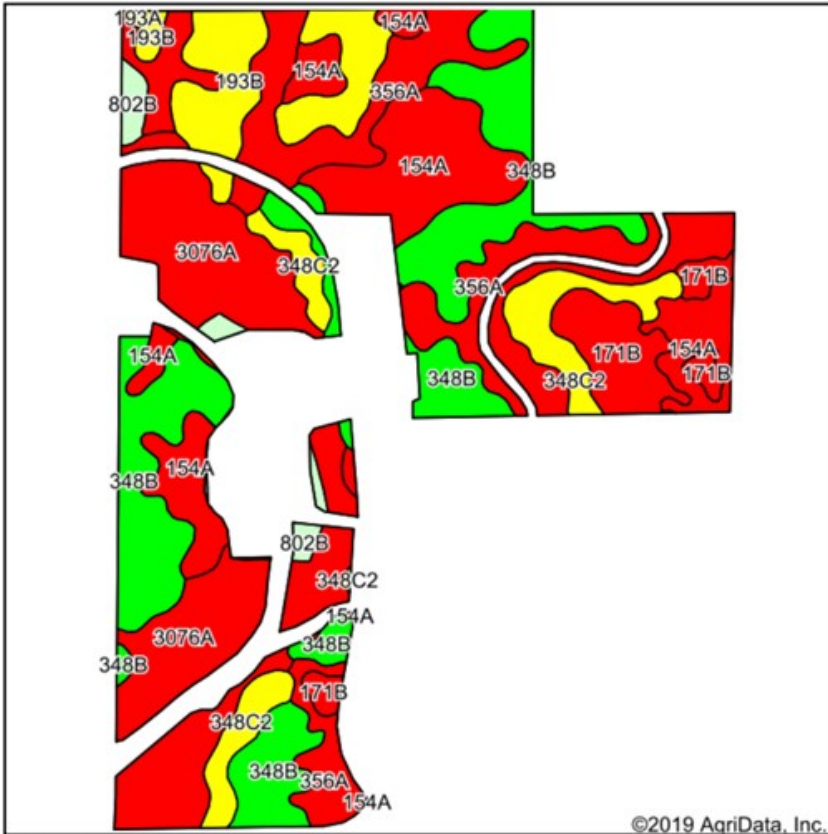 193A
154A
193B
154A
193B
356A
802B
154A
348B
3076A
348C2
356A
171B
154A
171B
154A
171B
348B
348C2
154A
348B
802B
348C2
154A
3076A
348B
348B
171B
348C2
348B
356A
154A
©2019 AgriData, Inc.